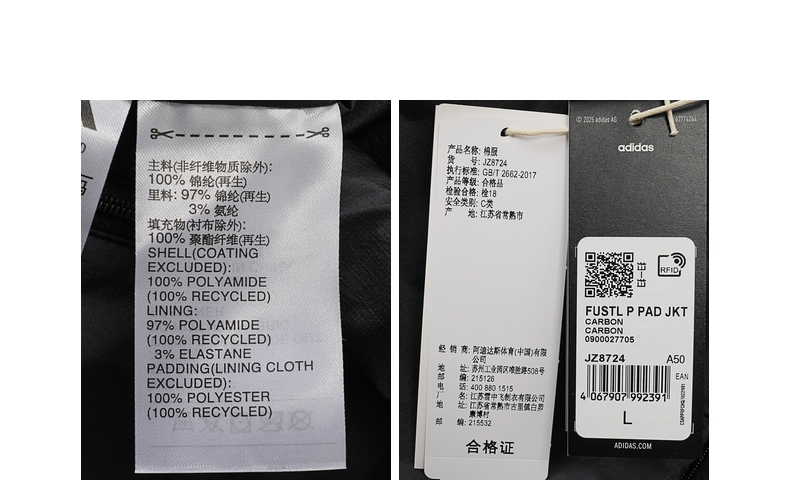 主料(非纤维物质除外):
100% 锦纶(再生)
里料: 97% 锦纶(再生)
3% 氨纶
填充物(衬布除外):
100% 聚酯纤维(再生)
SHELL(COATING
EXCLUDED):
100% POLYAMIDE
(100% RECYCLED)
LINING:
97% POLYAMIDE
(100% RECYCLED)
3% ELASTANE
PADDING(LINING CLOTH
EXCLUDED):
100% POLYESTER
(100% RECYCLED)
产品名称: 棉服
货 号: JZ8724
执行标准: GB/T 2662-2017
产品等级: 合格品
检验合格: 检18
安全类别: C类
产 地: 江苏省常熟市
经 销 商: 阿迪达斯体育(中国)有限
公司
地 址: 苏州工业园区唯胜路508号
邮 编: 215126
电 话: 400 880 1515
厂 名: 江苏雪中飞制衣有限公司
地 址: 江苏省常熟市古里镇白茆
康博村
邮 编: 215532
合格证
© 2025 adidas AG
62774264
adidas
RFID
FUSTL P PAD JKT
CARBON
CARBON
0900027705
JZ8724 A50
EAN
4 067907 992391
L
ADIDAS.COM